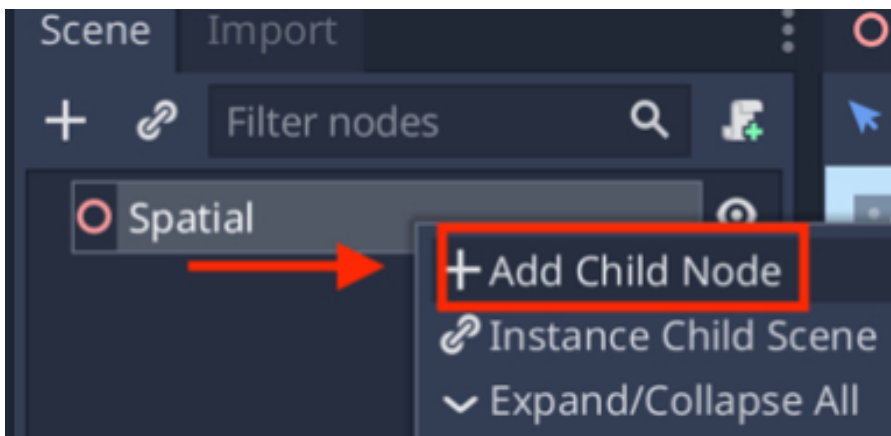 Scene Import
Filter nodes
Spatial
Add Child Node
Instance Child Scene
Expand/Collapse All